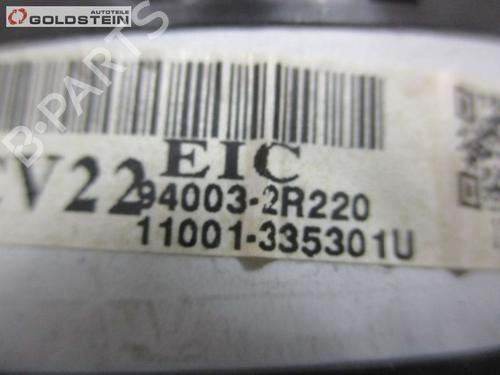 AUTOTEILE
GOLDSTEIN
B-PARTS
EIC
V22
94003-2R220
11001-335301U